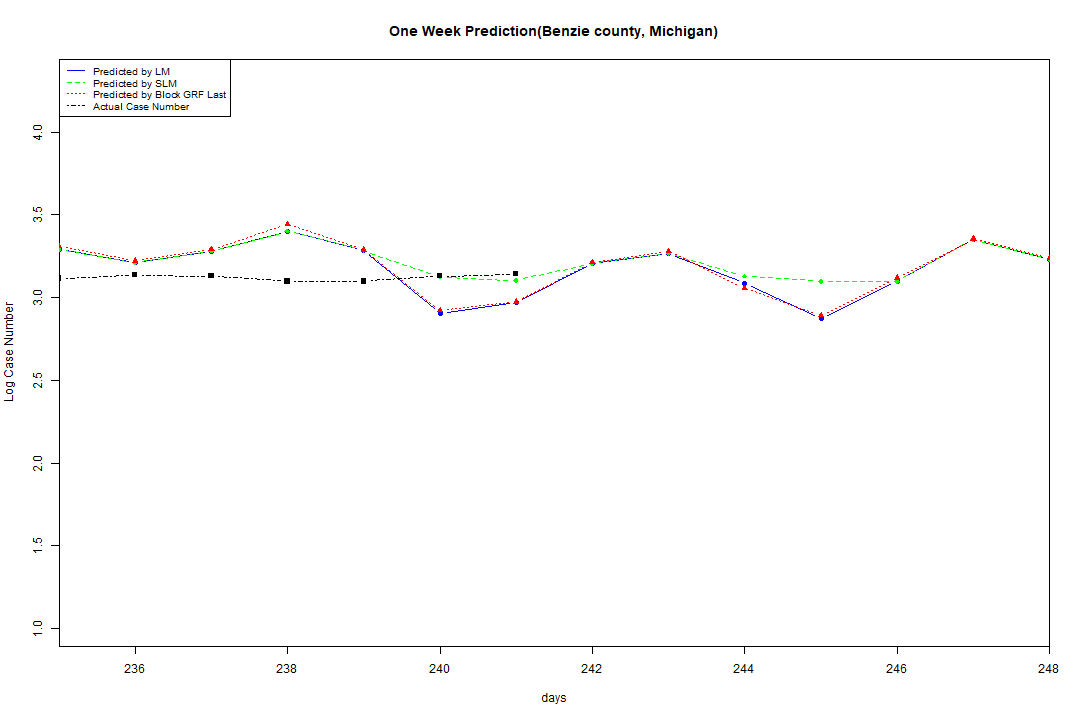 One Week Prediction(Benzie county, Michigan)
Predicted by LM
Predicted by SLM
Predicted by Block GRF Last
Actual Case Number
4.0
3.5
3.0
2.5
2.0
1.5
1.0
Log Case Number
236 238 240 242 244 246 248
days